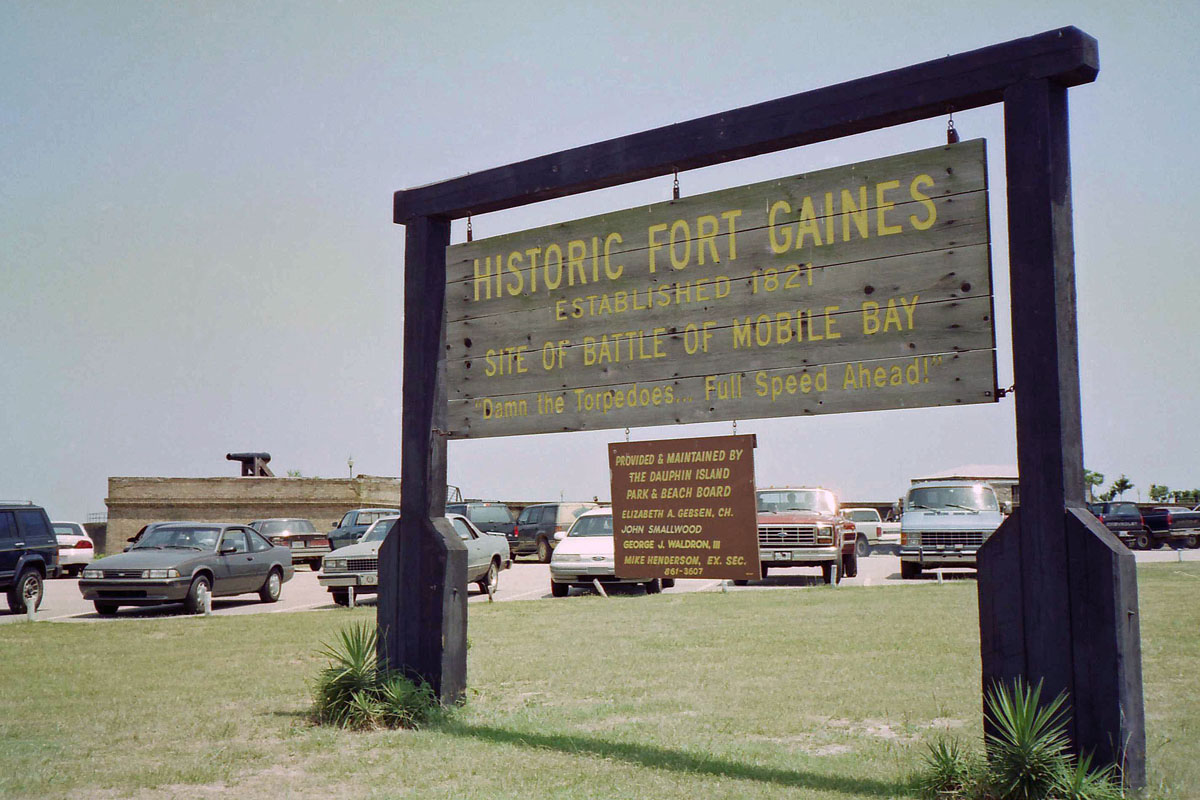 HISTORIC FORT GAINES
ESTABLISHED 1821
SITE OF BATTLE OF MOBILE BAY
"Damn the Torpedoes... Full Speed Ahead!"
PROVIDED & MAINTAINED BY
THE DAUPHIN ISLAND
PARK & BEACH BOARD
ELIZABETH A. GEBSEN, CH.
JOHN SMALLWOOD
GEORGE J. WALDRON, III
MIKE HENDERSON, EX. SEC.
861-3607